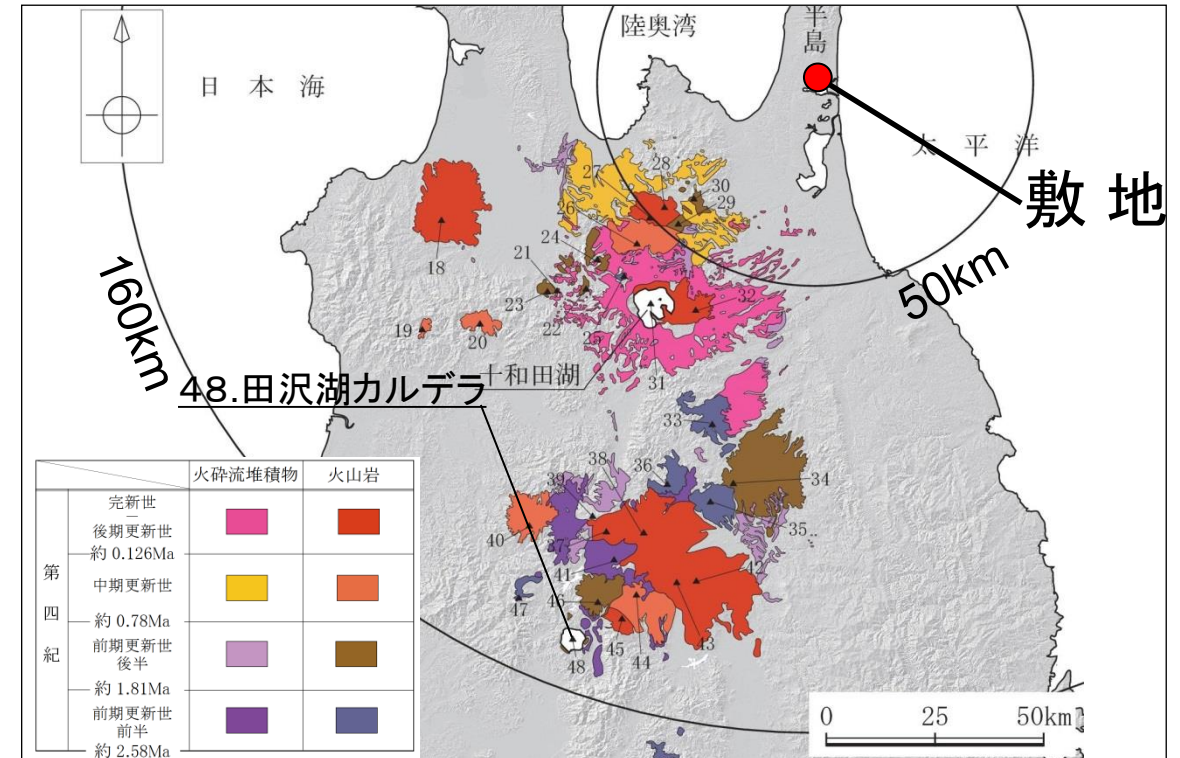 陸奥湾
半島
日本海
太平洋
敷地
50km
160km
27
28
30
29
26
24
21
18
23
22
25
32
19
20
31
十和田湖
48.田沢湖カルデラ
33
34
38
36
39
35
40
37
41
42
47
46
45
44
43
48
火砕流堆積物 火山岩
第四紀
完新世
―
後期更新世
約 0.126Ma
中期更新世
約 0.78Ma
前期更新世
後半
約 1.81Ma
前期更新世
前半
約 2.58Ma
0 25 50km